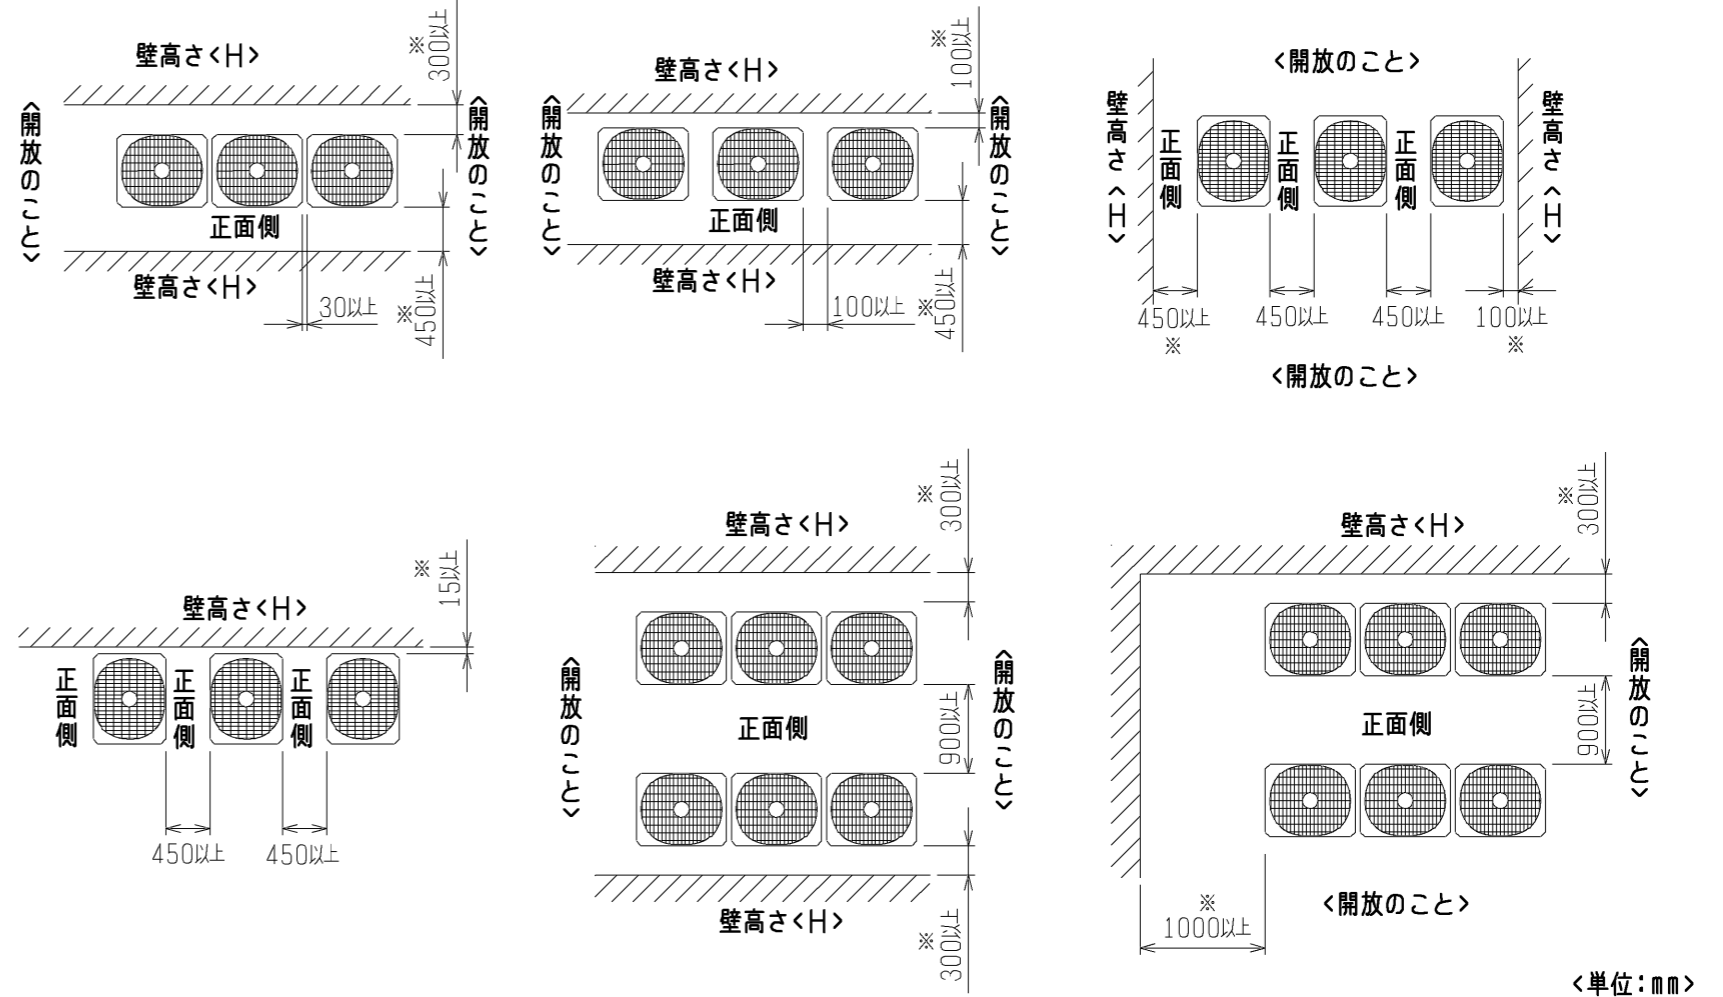 壁高さ<H>
※
300以上
<開放のこと>
<開放のこと>
正面側
壁高さ<H>
30以上
※
450以上
壁高さ<H>
※
100以上
<開放のこと>
<開放のこと>
正面側
壁高さ<H>
100以上
※
450以上
<開放のこと>
壁高さ<H>
正面側
正面側
正面側
壁高さ<H>
450以上
※
450以上
450以上
100以上
※
<開放のこと>
壁高さ<H>
※
15以上
正面側
正面側
正面側
450以上
450以上
壁高さ<H>
※
300以上
<開放のこと>
正面側
900以上
<開放のこと>
壁高さ<H>
※
300以上
壁高さ<H>
※
300以上
正面側
900以上
<開放のこと>
※
1000以上
<開放のこと>
<単位:mm>